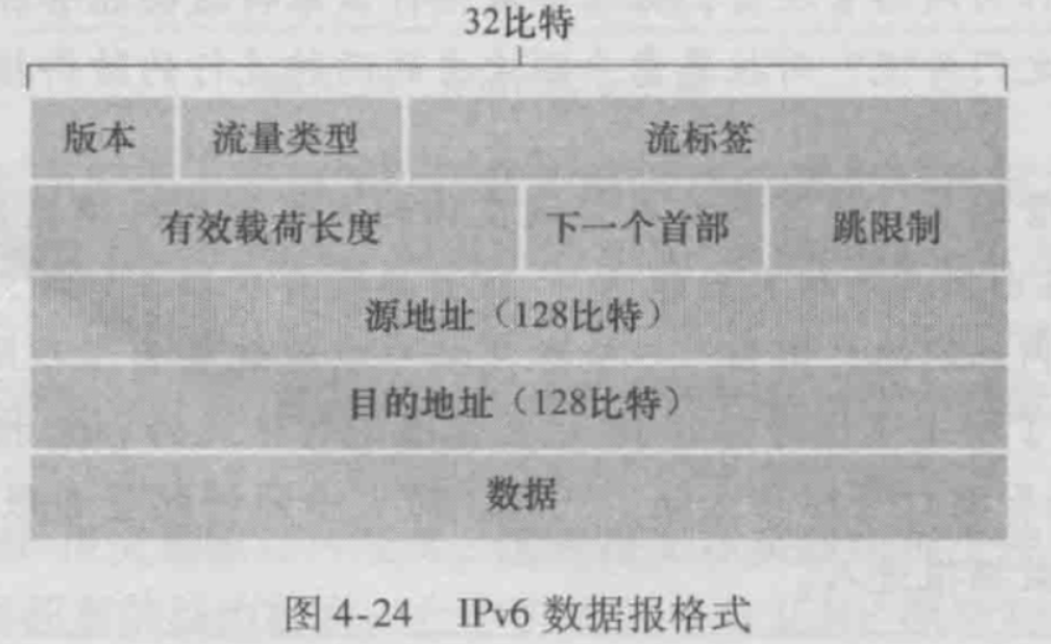 32比特
版本 流量类型 流标签
有效载荷长度 下一个首部 跳限制
源地址（128比特）
目的地址（128比特）
数据
图 4-24 IPv6 数据报格式